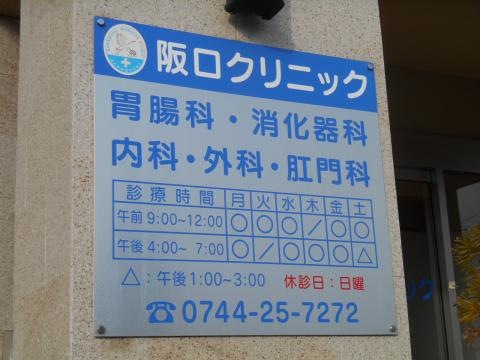 阪口クリニック
胃腸科・消化器科
内科・外科・肛門科
診療時間 月 火 水 木 金 土
午前 9:00~12:00 ○ ○ ○ / ○ ○
午後 4:00~ 7:00 ○ / ○ ○ ○ △
△:午後1:00~3:00 休診日:日曜
☎0744-25-7272
ック